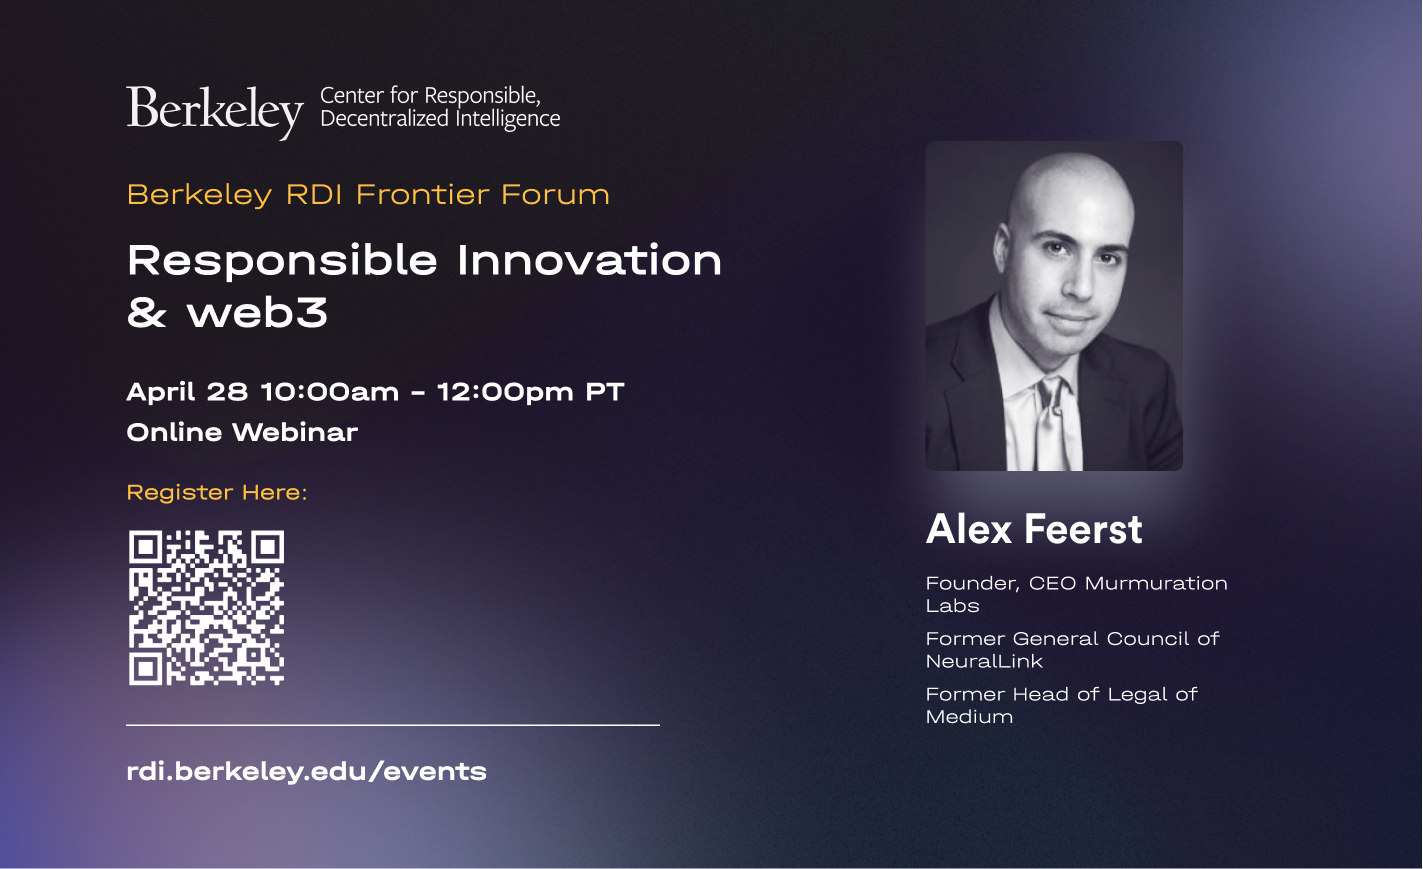 Berkeley
Center for Responsible,
Decentralized Intelligence
Berkeley RDI Frontier Forum
Responsible Innovation
& web3
April 28 10:00am – 12:00pm PT
Online Webinar
Register Here:
rdi.berkeley.edu/events
Alex Feerst
Founder, CEO Murmuration
Labs
Former General Council of
NeuralLink
Former Head of Legal of
Medium